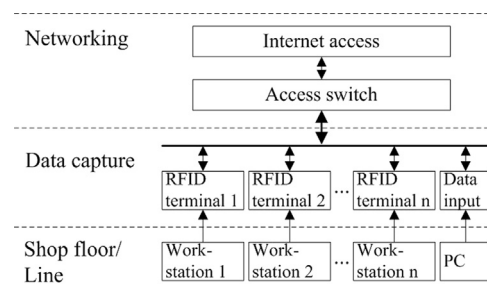 Networking
Internet access
Access switch
Data capture
RFID
terminal 1
RFID
terminal 2
...
RFID
terminal n
Data
input
Shop floor/
Line
Work-
station 1
Work-
station 2
...
Work-
station n
PC